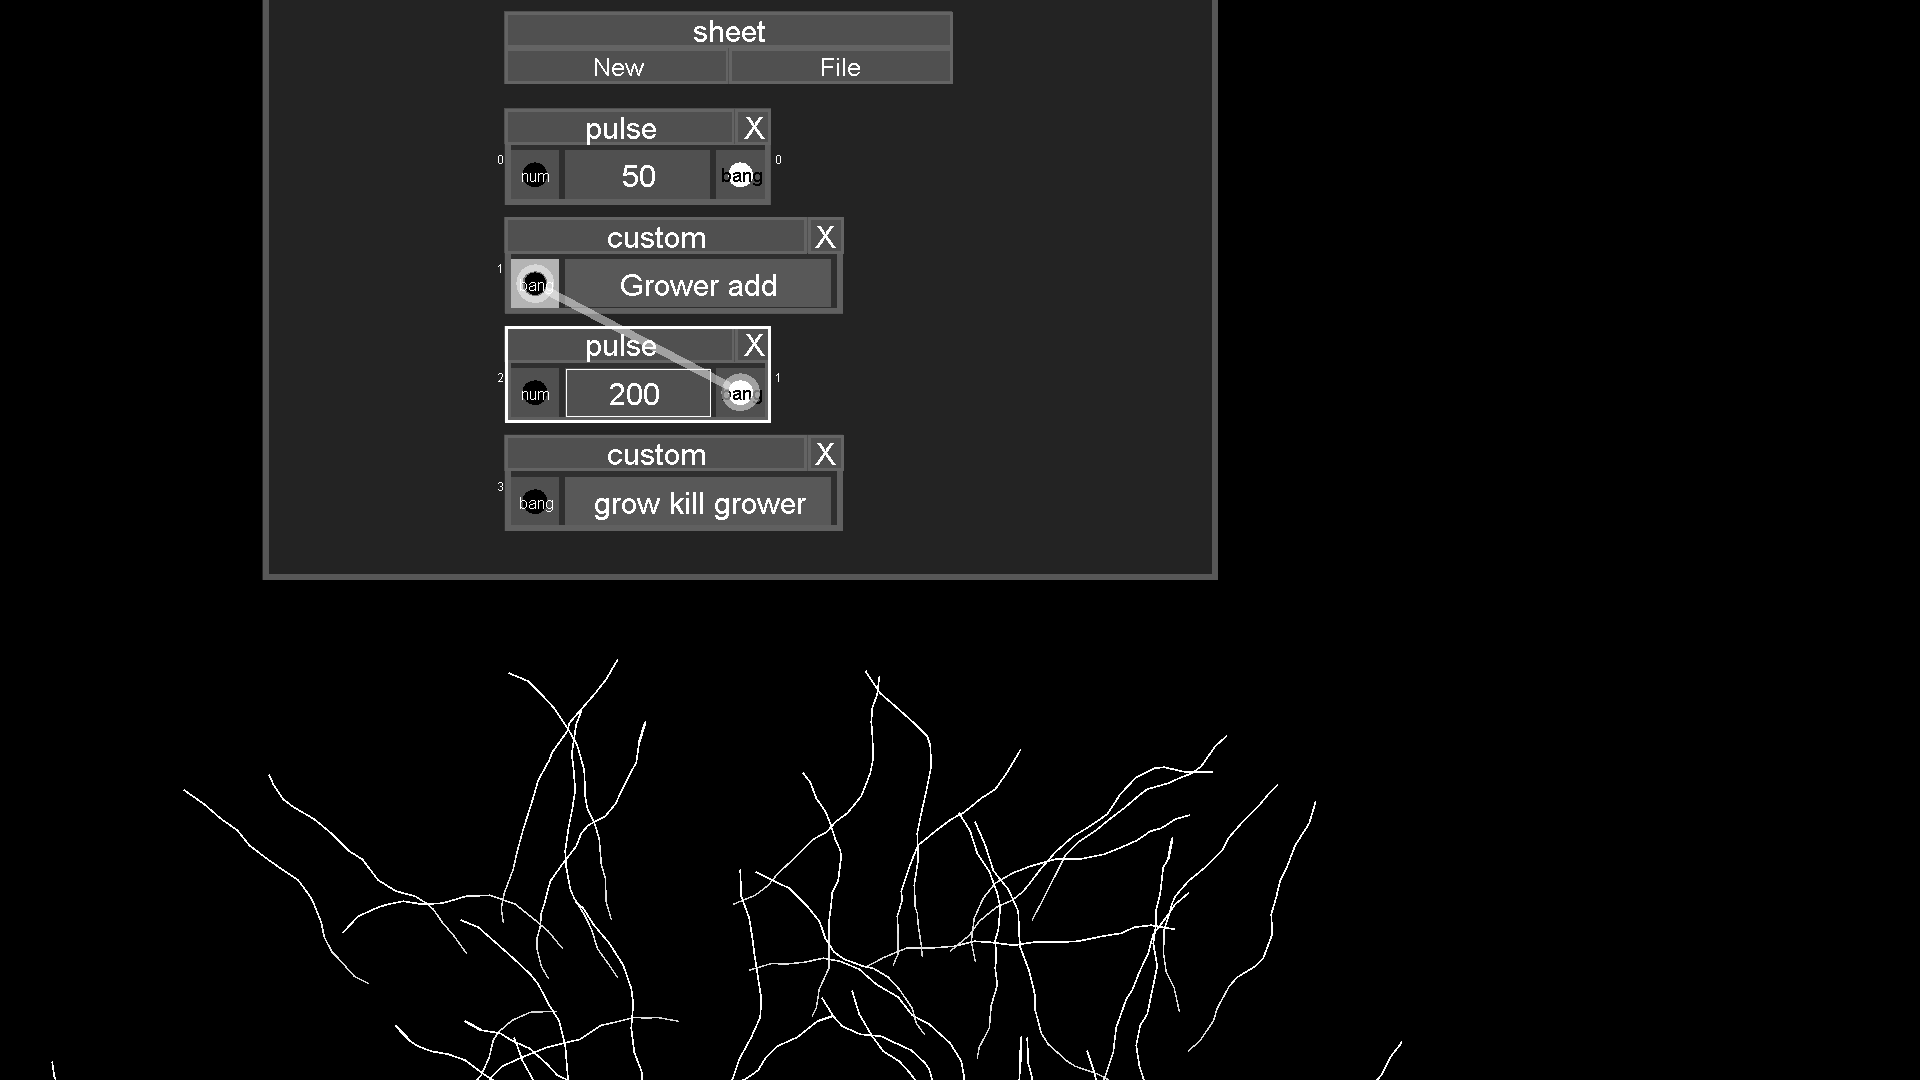 sheet
New File
pulse X
0 num 50 bang 0
custom X
1 bang Grower add
pulse X
2 num 200 bang 1
custom X
3 bang grow kill grower